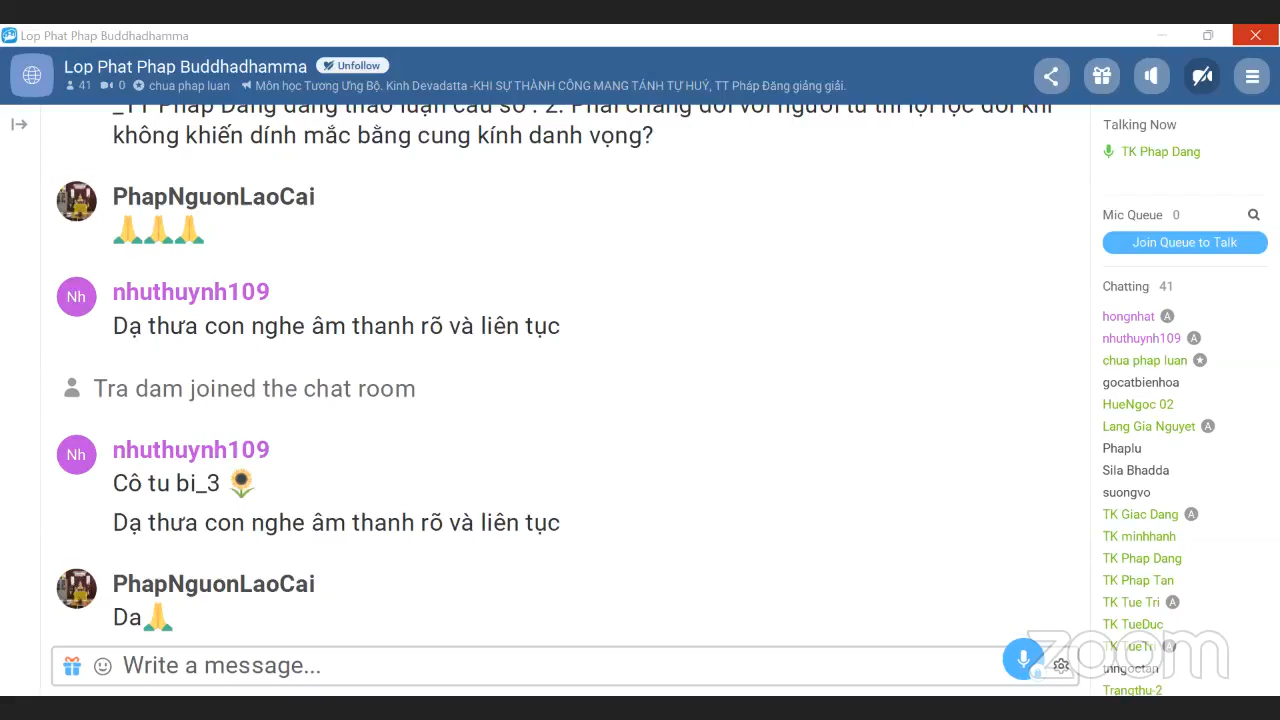 Lop Phat Phap Buddhadhamma
Lop Phat Phap Buddhadhamma Unfollow
41 0 chua phap luan Môn học Tương Ưng Bộ. Kinh Devadatta -KHI SỰ THÀNH CÔNG MANG TÁNH TỰ HUỶ, TT Pháp Đăng giảng giải.
_TT Pháp Đăng đang thảo luận câu số : 2. Phải chăng đối với người tu thì lợi lộc đôi khi
không khiến dính mắc bằng cung kính danh vọng?
PhapNguonLaoCai
🙏🙏🙏
Nh
nhuthuynh109
Dạ thưa con nghe âm thanh rõ và liên tục
Tra dam joined the chat room
Nh
nhuthuynh109
Cô tu bi_3 🌻
Dạ thưa con nghe âm thanh rõ và liên tục
PhapNguonLaoCai
Da🙏
Write a message...
Talking Now
TK Phap Dang
Mic Queue 0
Join Queue to Talk
Chatting 41
hongnhat A
nhuthuynh109 A
chua phap luan
gocatbienhoa
HueNgoc 02
Lang Gia Nguyet A
Phaplu
Sila Bhadda
suongvo
TK Giac Dang A
TK minhhanh
TK Phap Dang
TK Phap Tan
TK Tue Tri A
TK TueDuc
TK TueTri A
tringoctan
Trangthu-2
zoom